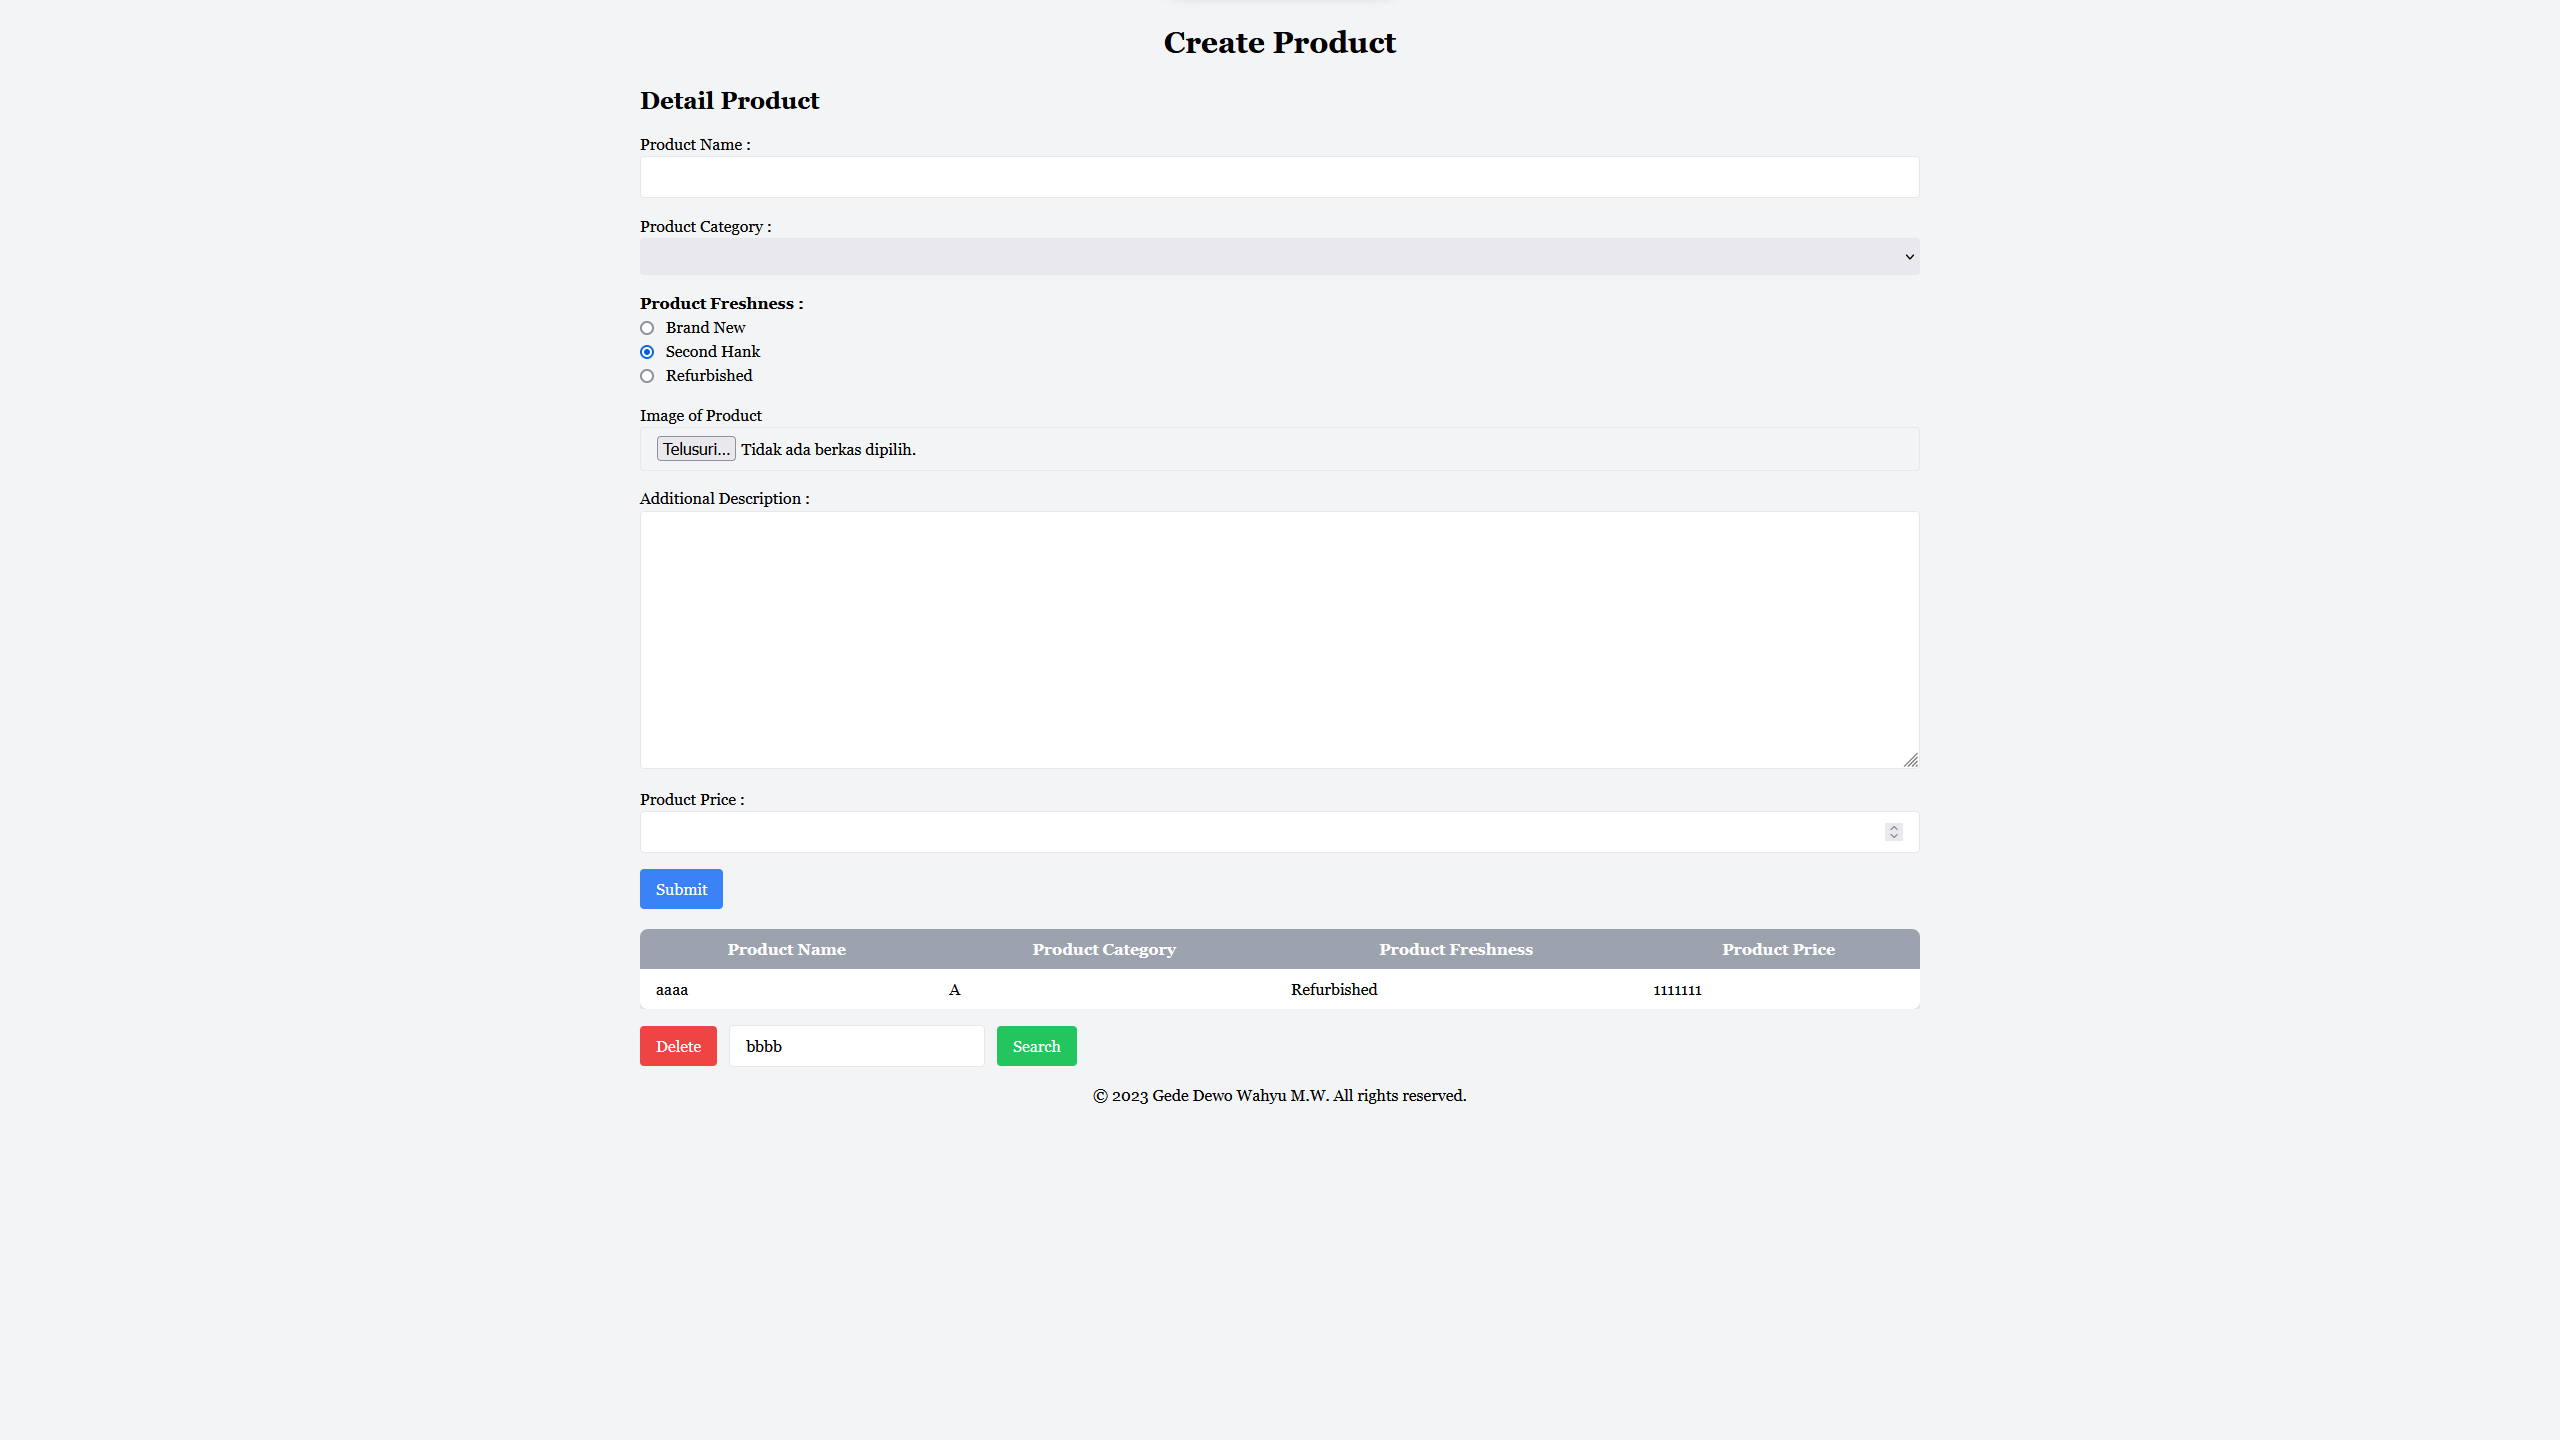 Create Product
Detail Product
Product Name :
Product Category :
Product Freshness :
Brand New
Second Hank
Refurbished
Image of Product
Telusuri... Tidak ada berkas dipilih.
Additional Description :
Product Price :
Submit
Product Name Product Category Product Freshness Product Price
aaaa A Refurbished 1111111
Delete bbbb Search
© 2023 Gede Dewo Wahyu M.W. All rights reserved.